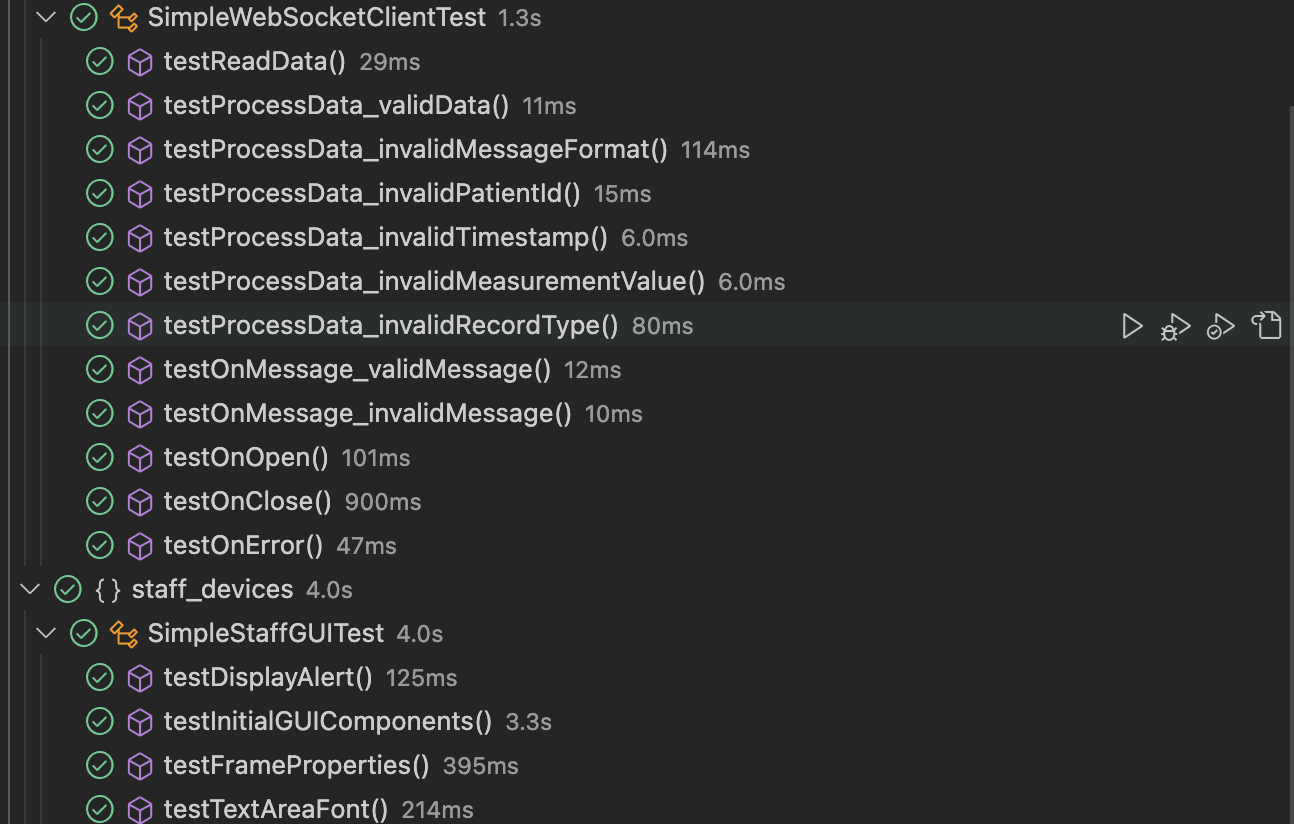 SimpleWebSocketClientTest 1.3s
testReadData() 29ms
testProcessData_validData() 11ms
testProcessData_invalidMessageFormat() 114ms
testProcessData_invalidPatientId() 15ms
testProcessData_invalidTimestamp() 6.0ms
testProcessData_invalidMeasurementValue() 6.0ms
testProcessData_invalidRecordType() 80ms
testOnMessage_validMessage() 12ms
testOnMessage_invalidMessage() 10ms
testOnOpen() 101ms
testOnClose() 900ms
testOnError() 47ms
{} staff_devices 4.0s
SimpleStaffGUITest 4.0s
testDisplayAlert() 125ms
testInitialGUIComponents() 3.3s
testFrameProperties() 395ms
testTextAreaFont() 214ms